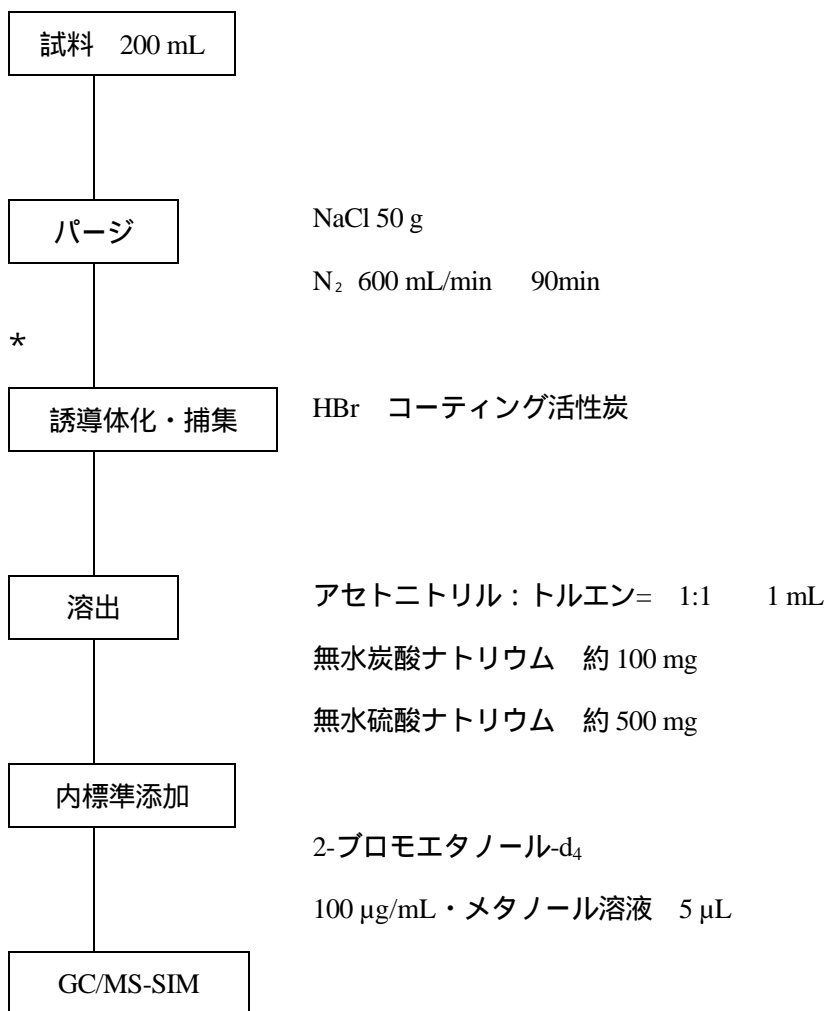 試料　200 mL
パージ
NaCl 50 g
N₂ 600 mL/min　90min
*
誘導体化・捕集
HBr　コーティング活性炭
溶出
アセトニトリル：トルエン=　1:1　　1 mL
無水炭酸ナトリウム　約 100 mg
無水硫酸ナトリウム　約 500 mg
内標準添加
2-ブロモエタノール-d₄
100 µg/mL・メタノール溶液　5 µL
GC/MS-SIM